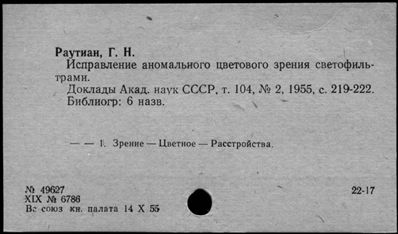 Раутиан, Г. Н.
Исправление аномального цветового зрения светофиль-
трами.
Доклады Акад. наук СССР, т. 104, № 2, 1955, с. 219-222.
Библиогр: 6 назв.
— — 1. Зрение — Цветное — Расстройства.
№ 49627
22-17
XIX № 6786
Вс союз кн. палата 14 X 55